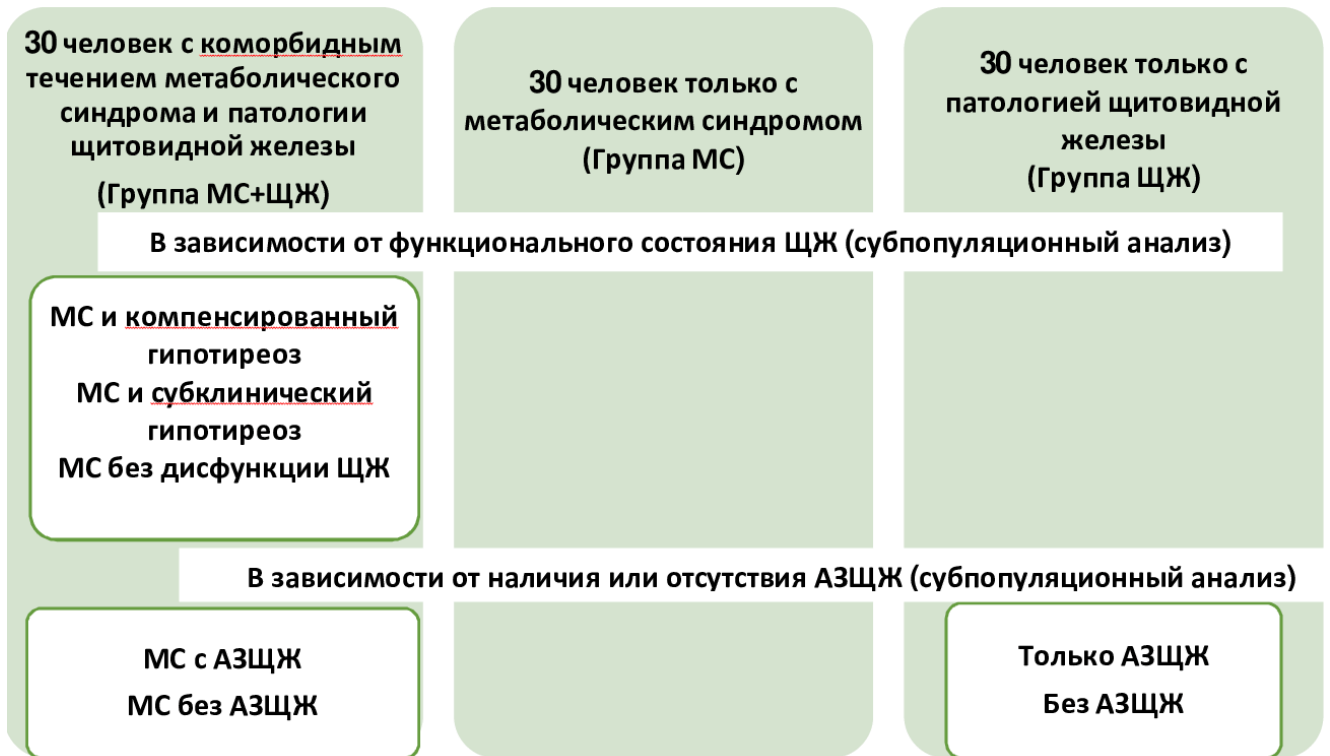 30 человек с коморбидным
течением метаболического
синдрома и патологии
щитовидной железы
(Группа МС+ЩЖ)
30 человек только с
метаболическим синдромом
(Группа МС)
30 человек только с
патологией щитовидной
железы
(Группа ЩЖ)
В зависимости от функционального состояния ЩЖ (субпопуляционный анализ)
МС и компенсированный
гипотиреоз
МС и субклинический
гипотиреоз
МС без дисфункции ЩЖ
В зависимости от наличия или отсутствия АЗЩЖ (субпопуляционный анализ)
МС с АЗЩЖ
МС без АЗЩЖ
Только АЗЩЖ
Без АЗЩЖ